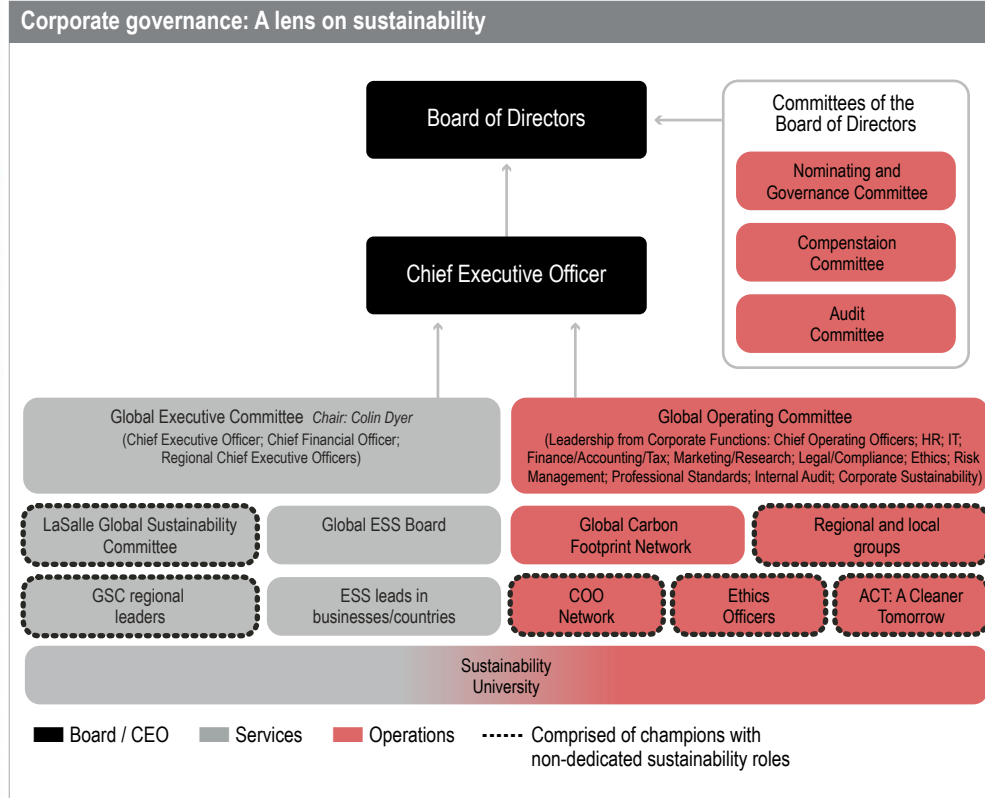 Corporate governance: A lens on sustainability
Board of Directors
Committees of the
Board of Directors
Nominating and
Governance Committee
Compenstaion
Committee
Audit
Committee
Chief Executive Officer
Global Executive Committee Chair: Colin Dyer
(Chief Executive Officer; Chief Financial Officer;
Regional Chief Executive Officers)
Global Operating Committee
(Leadership from Corporate Functions: Chief Operating Officers; HR; IT;
Finance/Accounting/Tax; Marketing/Research; Legal/Compliance; Ethics; Risk
Management; Professional Standards; Internal Audit; Corporate Sustainability)
LaSalle Global Sustainability
Committee
Global ESS Board
Global Carbon
Footprint Network
Regional and local
groups
GSC regional
leaders
ESS leads in
businesses/countries
COO
Network
Ethics
Officers
ACT: A Cleaner
Tomorrow
Sustainability
University
Board / CEO
Services
Operations
Comprised of champions with
non-dedicated sustainability roles